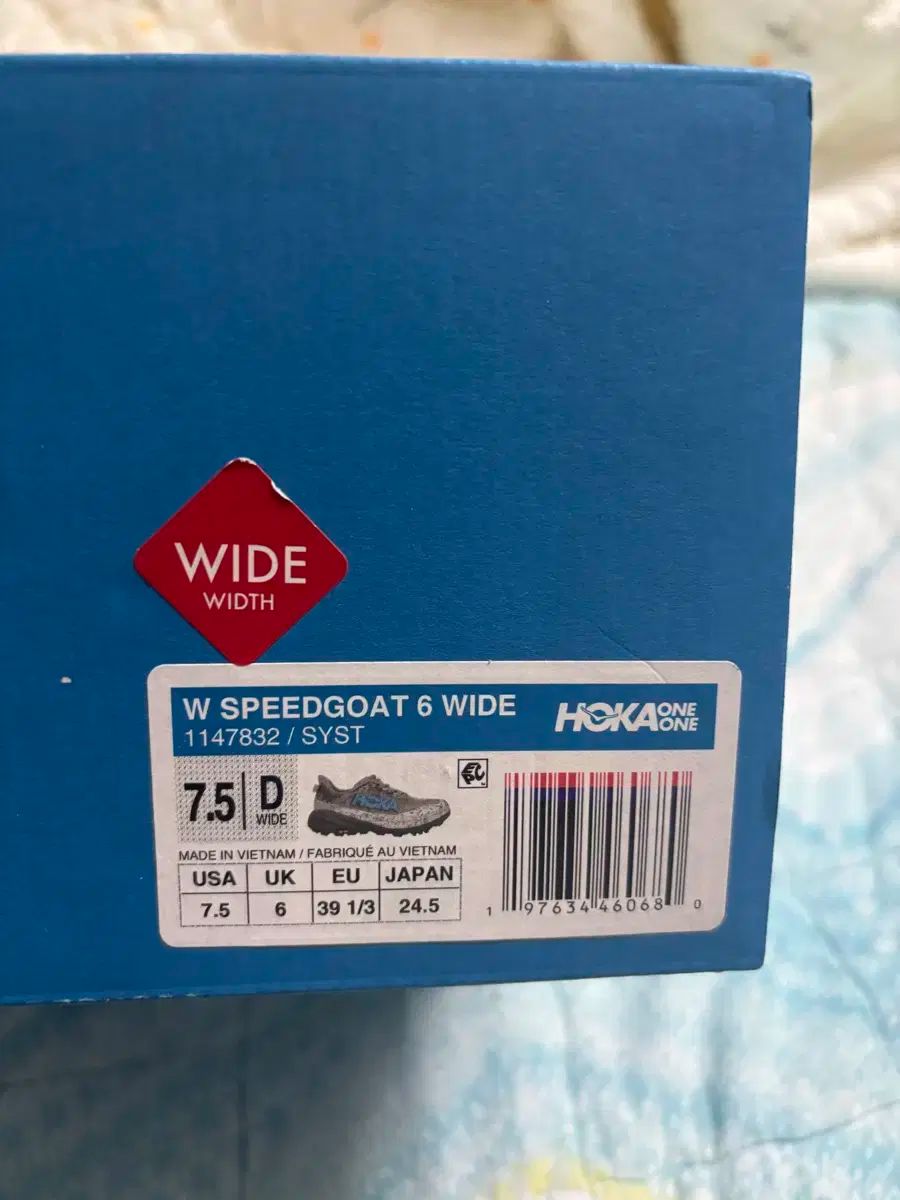 WIDE
WIDTH
W SPEEDGOAT 6 WIDE
1147832 / SYST
HOKA ONE ONE
7.5 D WIDE
HOKA
MADE IN VIETNAM / FABRIQUÉ AU VIETNAM
USA UK EU JAPAN
7.5 6 39 1/3 24.5
1 97634 46068 0